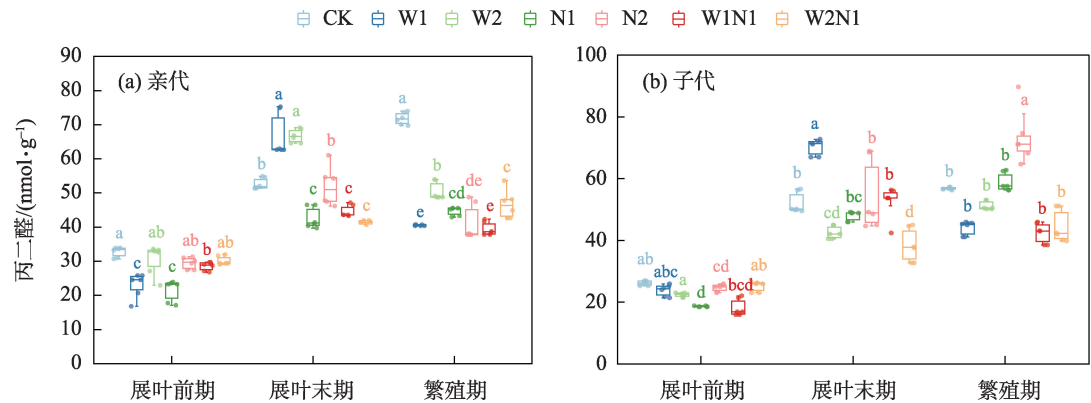 CK W1 W2 N1 N2 W1N1 W2N1
丙二醛/(nmol·g⁻¹)
(a) 亲代
90
80
70
60
50
40
30
20
10
0
a c ab c ab b ab
b a a c b c c
a e b cd de e c
展叶前期 展叶末期 繁殖期
(b) 子代
100
80
60
40
20
0
ab abc a d cd bcd ab
b a cd bc b b d
b b b b a b b
展叶前期 展叶末期 繁殖期